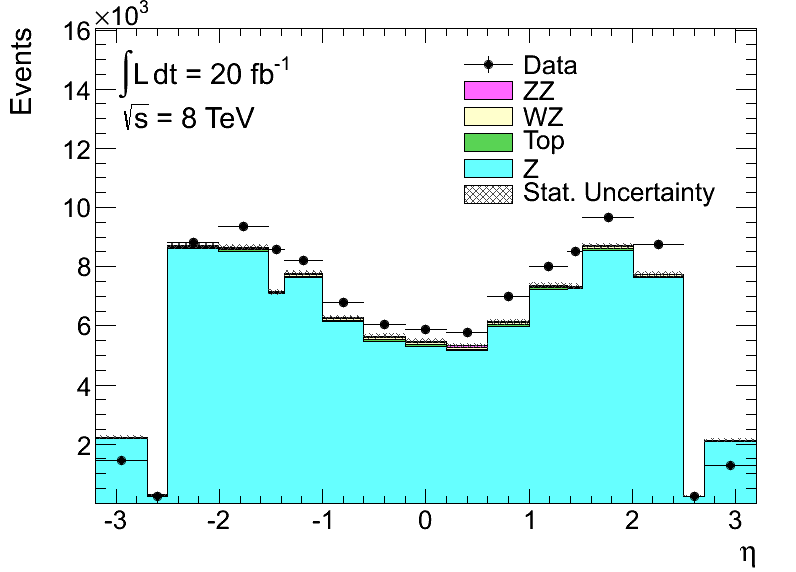 ×10³
Events
16
14
12
10
8
6
4
2
∫L dt = 20 fb⁻¹
√s = 8 TeV
Data
ZZ
WZ
Top
Z
Stat. Uncertainty
-3 -2 -1 0 1 2 3
η